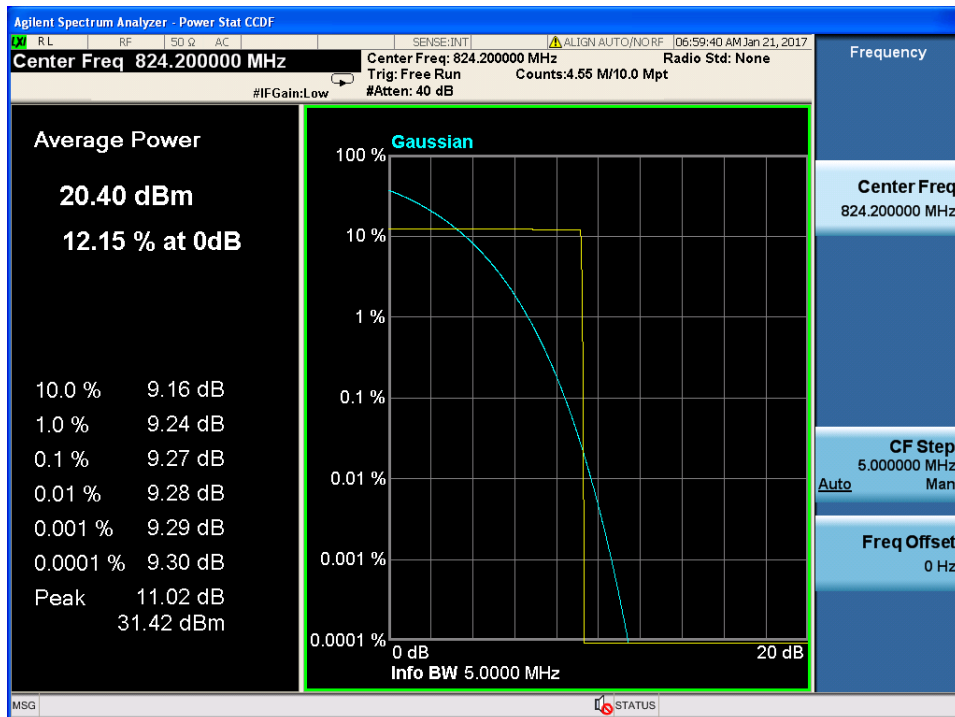 Agilent Spectrum Analyzer - Power Stat CCDF
LXI RL RF 50 Ω AC SENSE:INT ALIGN AUTO/NO RF 06:59:40 AM Jan 21, 2017
Center Freq 824.200000 MHz
Center Freq: 824.200000 MHz Radio Std: None
Trig: Free Run Counts:4.55 M/10.0 Mpt
#IFGain:Low #Atten: 40 dB
Frequency
Average Power
20.40 dBm
12.15 % at 0dB
10.0 % 9.16 dB
1.0 % 9.24 dB
0.1 % 9.27 dB
0.01 % 9.28 dB
0.001 % 9.29 dB
0.0001 % 9.30 dB
Peak 11.02 dB
31.42 dBm
Gaussian
100 %
10 %
1 %
0.1 %
0.01 %
0.001 %
0.0001 %
0 dB 20 dB
Info BW 5.0000 MHz
Center Freq
824.200000 MHz
CF Step
5.000000 MHz
Auto Man
Freq Offset
0 Hz
MSG STATUS